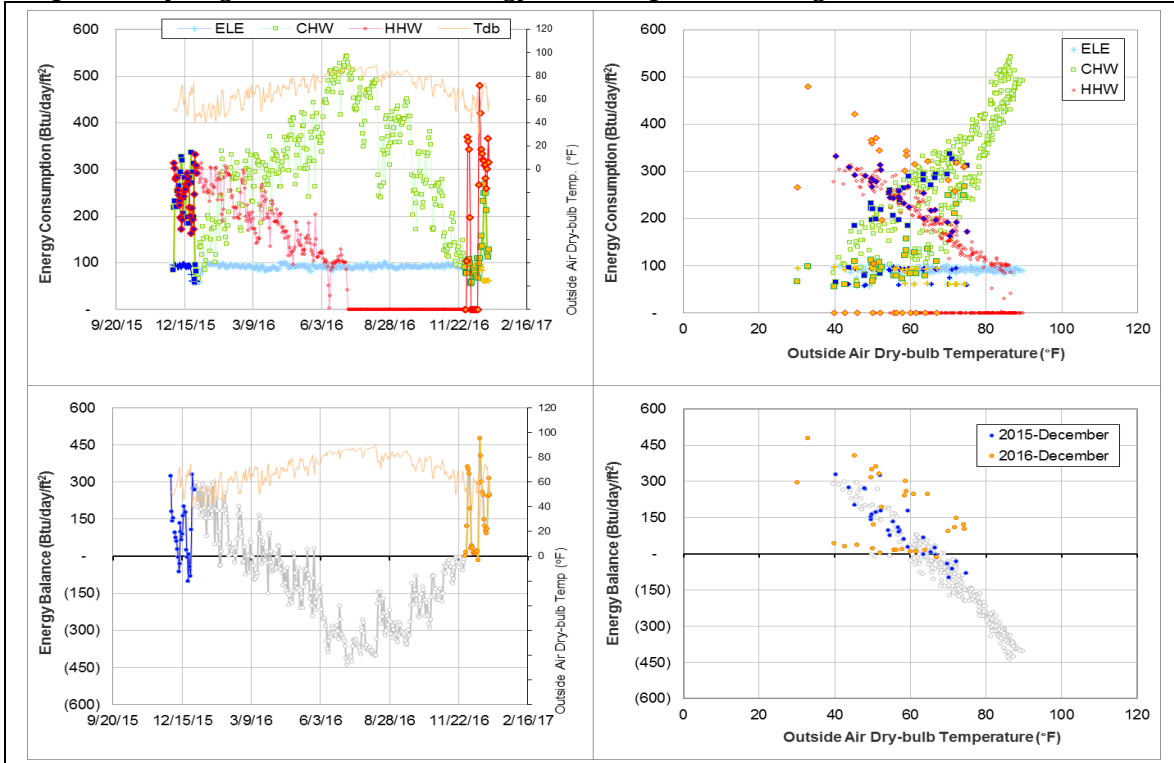 ELE CHW HHW Tdb
Energy Consumption (Btu/day/ft²)
600
500
400
300
200
100
-
120
100
80
60
40
20
0
Outside Air Dry-bulb Temp. (°F)
9/20/15 12/15/15 3/9/16 6/3/16 8/28/16 11/22/16 2/16/17
Energy Consumption (Btu/day/ft²)
600
500
400
300
200
100
-
ELE
CHW
HHW
0 20 40 60 80 100 120
Outside Air Dry-bulb Temperature (°F)
Energy Balance (Btu/day/ft²)
600
450
300
150
-
(150)
(300)
(450)
(600)
120
100
80
60
40
20
0
Outside Air Dry-bulb Temp (°F)
9/20/15 12/15/15 3/9/16 6/3/16 8/28/16 11/22/16 2/16/17
Energy Balance (Btu/day/ft²)
600
450
300
150
-
(150)
(300)
(450)
(600)
2015-December
2016-December
0 20 40 60 80 100 120
Outside Air Dry-bulb Temperature (°F)